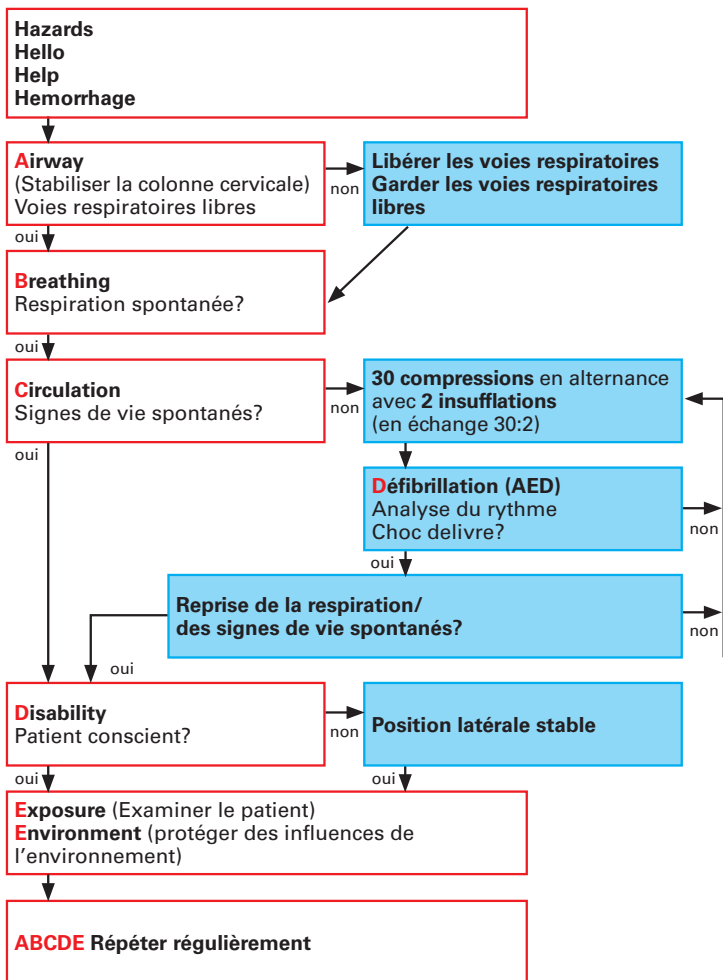 Hazards
Hello
Help
Hemorrhage
Airway
(Stabiliser la colonne cervicale)
Voies respiratoires libres
non
Libérer les voies respiratoires
Garder les voies respiratoires
libres
oui
Breathing
Respiration spontanée?
oui
Circulation
Signes de vie spontanés?
non
30 compressions en alternance
avec 2 insufflations
(en échange 30:2)
oui
Défibrillation (AED)
Analyse du rythme
Choc delivre?
non
oui
Reprise de la respiration/
des signes de vie spontanés?
non
oui
Disability
Patient conscient?
non
Position latérale stable
oui
oui
Exposure (Examiner le patient)
Environment (protéger des influences de
l'environnement)
ABCDE Répéter régulièrement